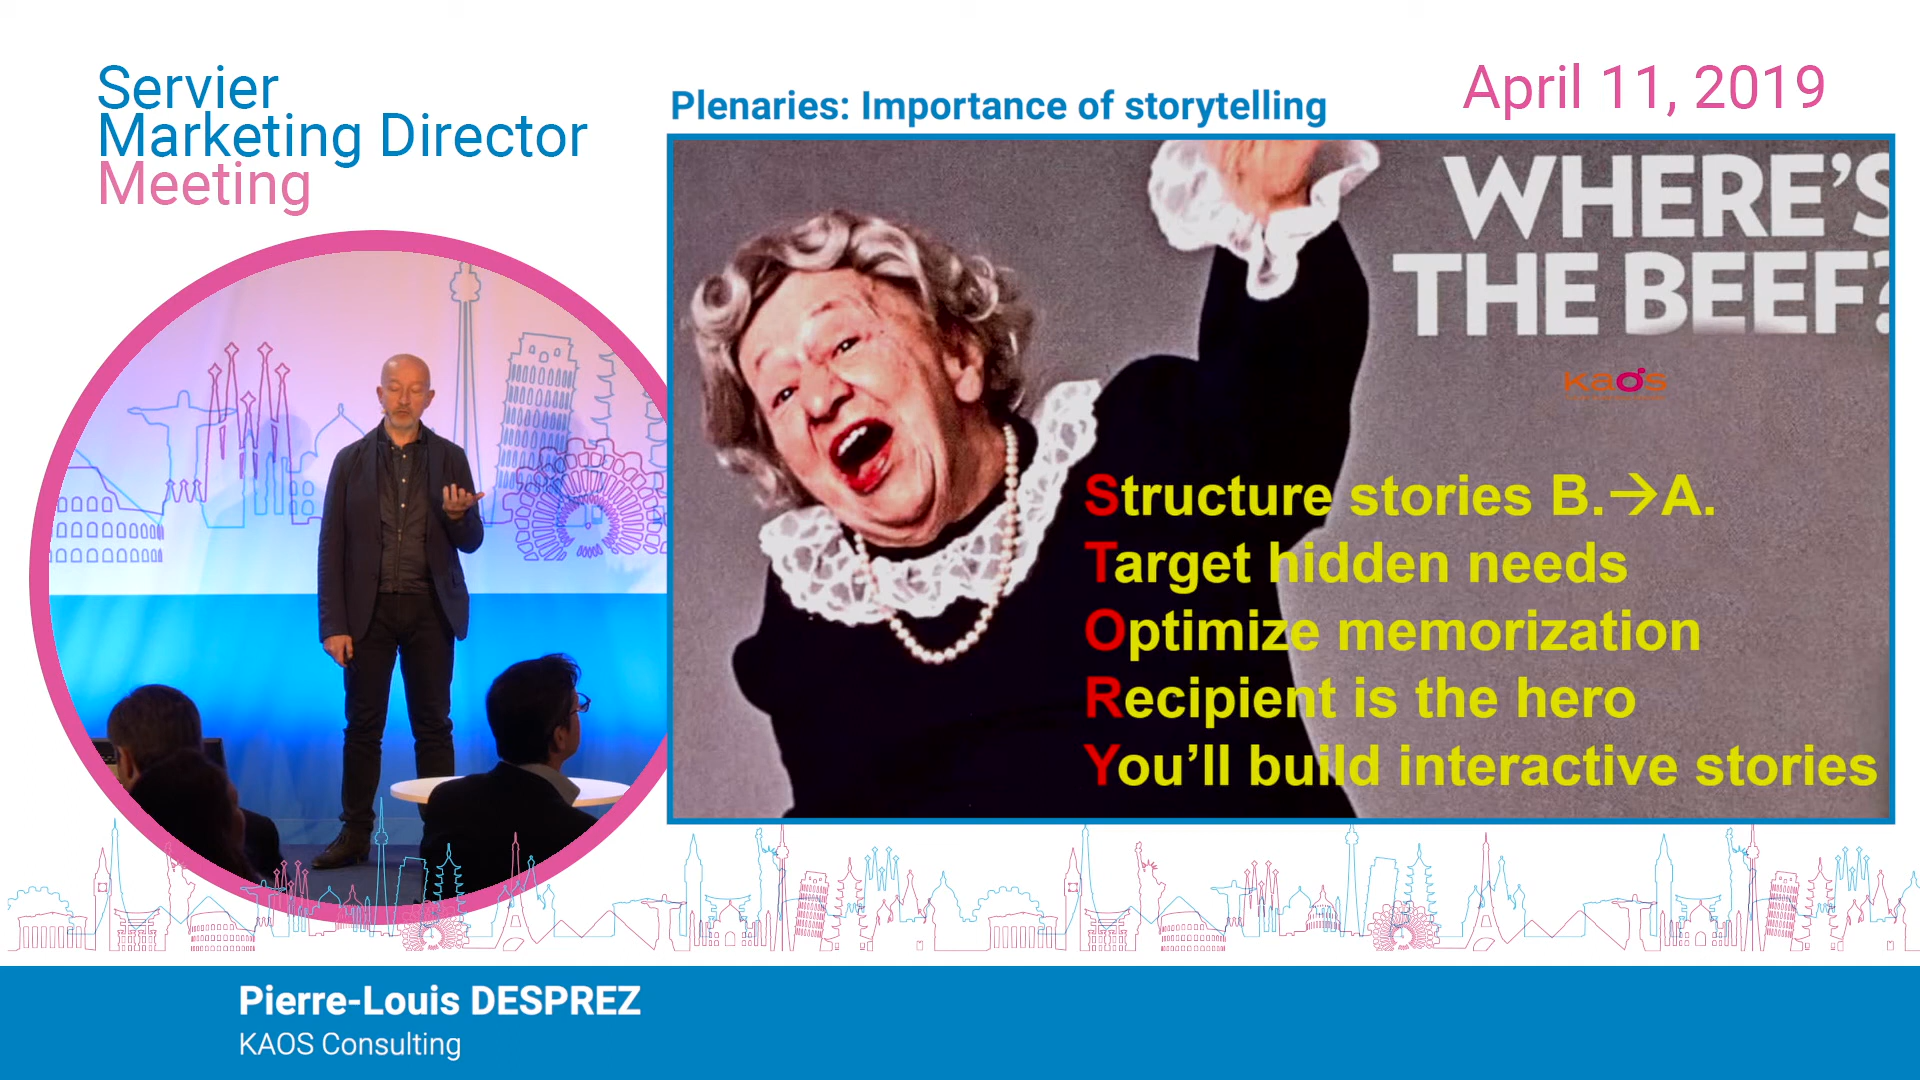 Servier
Marketing Director
Meeting
Plenaries: Importance of storytelling
April 11, 2019
WHERE'S
THE BEEF?
kaos
Structure stories B.→A.
Target hidden needs
Optimize memorization
Recipient is the hero
You'll build interactive stories
Pierre-Louis DESPREZ
KAOS Consulting